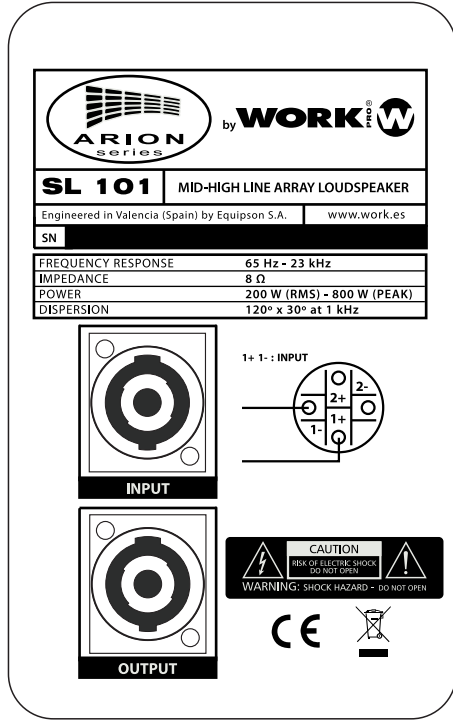 ARION
series
by WORK PRO®
SL 101
MID-HIGH LINE ARRAY LOUDSPEAKER
Engineered in Valencia (Spain) by Equipson S.A.
www.work.es
SN
FREQUENCY RESPONSE 65 Hz - 23 kHz
IMPEDANCE 8 Ω
POWER 200 W (RMS) - 800 W (PEAK)
DISPERSION 120º x 30º at 1 kHz
1+ 1- : INPUT
2-
2+
1+
1-
INPUT
CAUTION
RISK OF ELECTRIC SHOCK
DO NOT OPEN
WARNING: SHOCK HAZARD - DO NOT OPEN
CE
OUTPUT